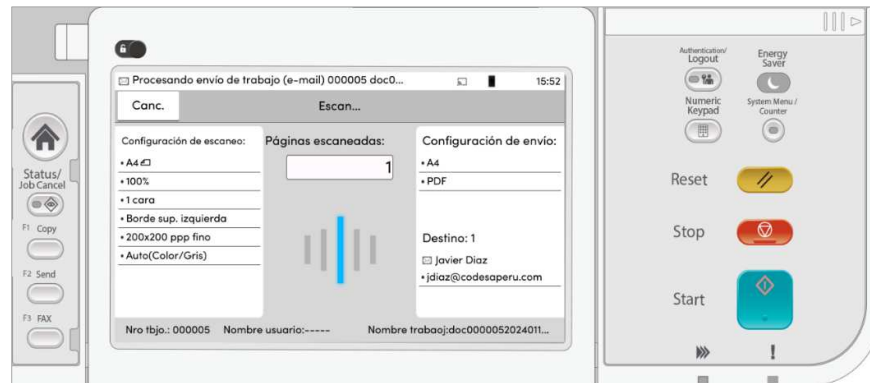 Procesando envío de trabajo (e-mail) 000005 doc0...
15:52
Canc.
Escan...
Configuración de escaneo:
• A4
• 100%
• 1 cara
• Borde sup. izquierda
• 200x200 ppp fino
• Auto(Color/Gris)
Páginas escaneadas:
1
Configuración de envío:
• A4
• PDF
Destino: 1
Javier Diaz
• jdiaz@codesaperu.com
Nro tbjo.: 000005 Nombre usuario:----- Nombre trabaoj:doc0000052024011...
Status/
Job Cancel
F1 Copy
F2 Send
F3 FAX
Authentication/
Logout
Energy
Saver
Numeric
Keypad
System Menu /
Counter
Reset
Stop
Start